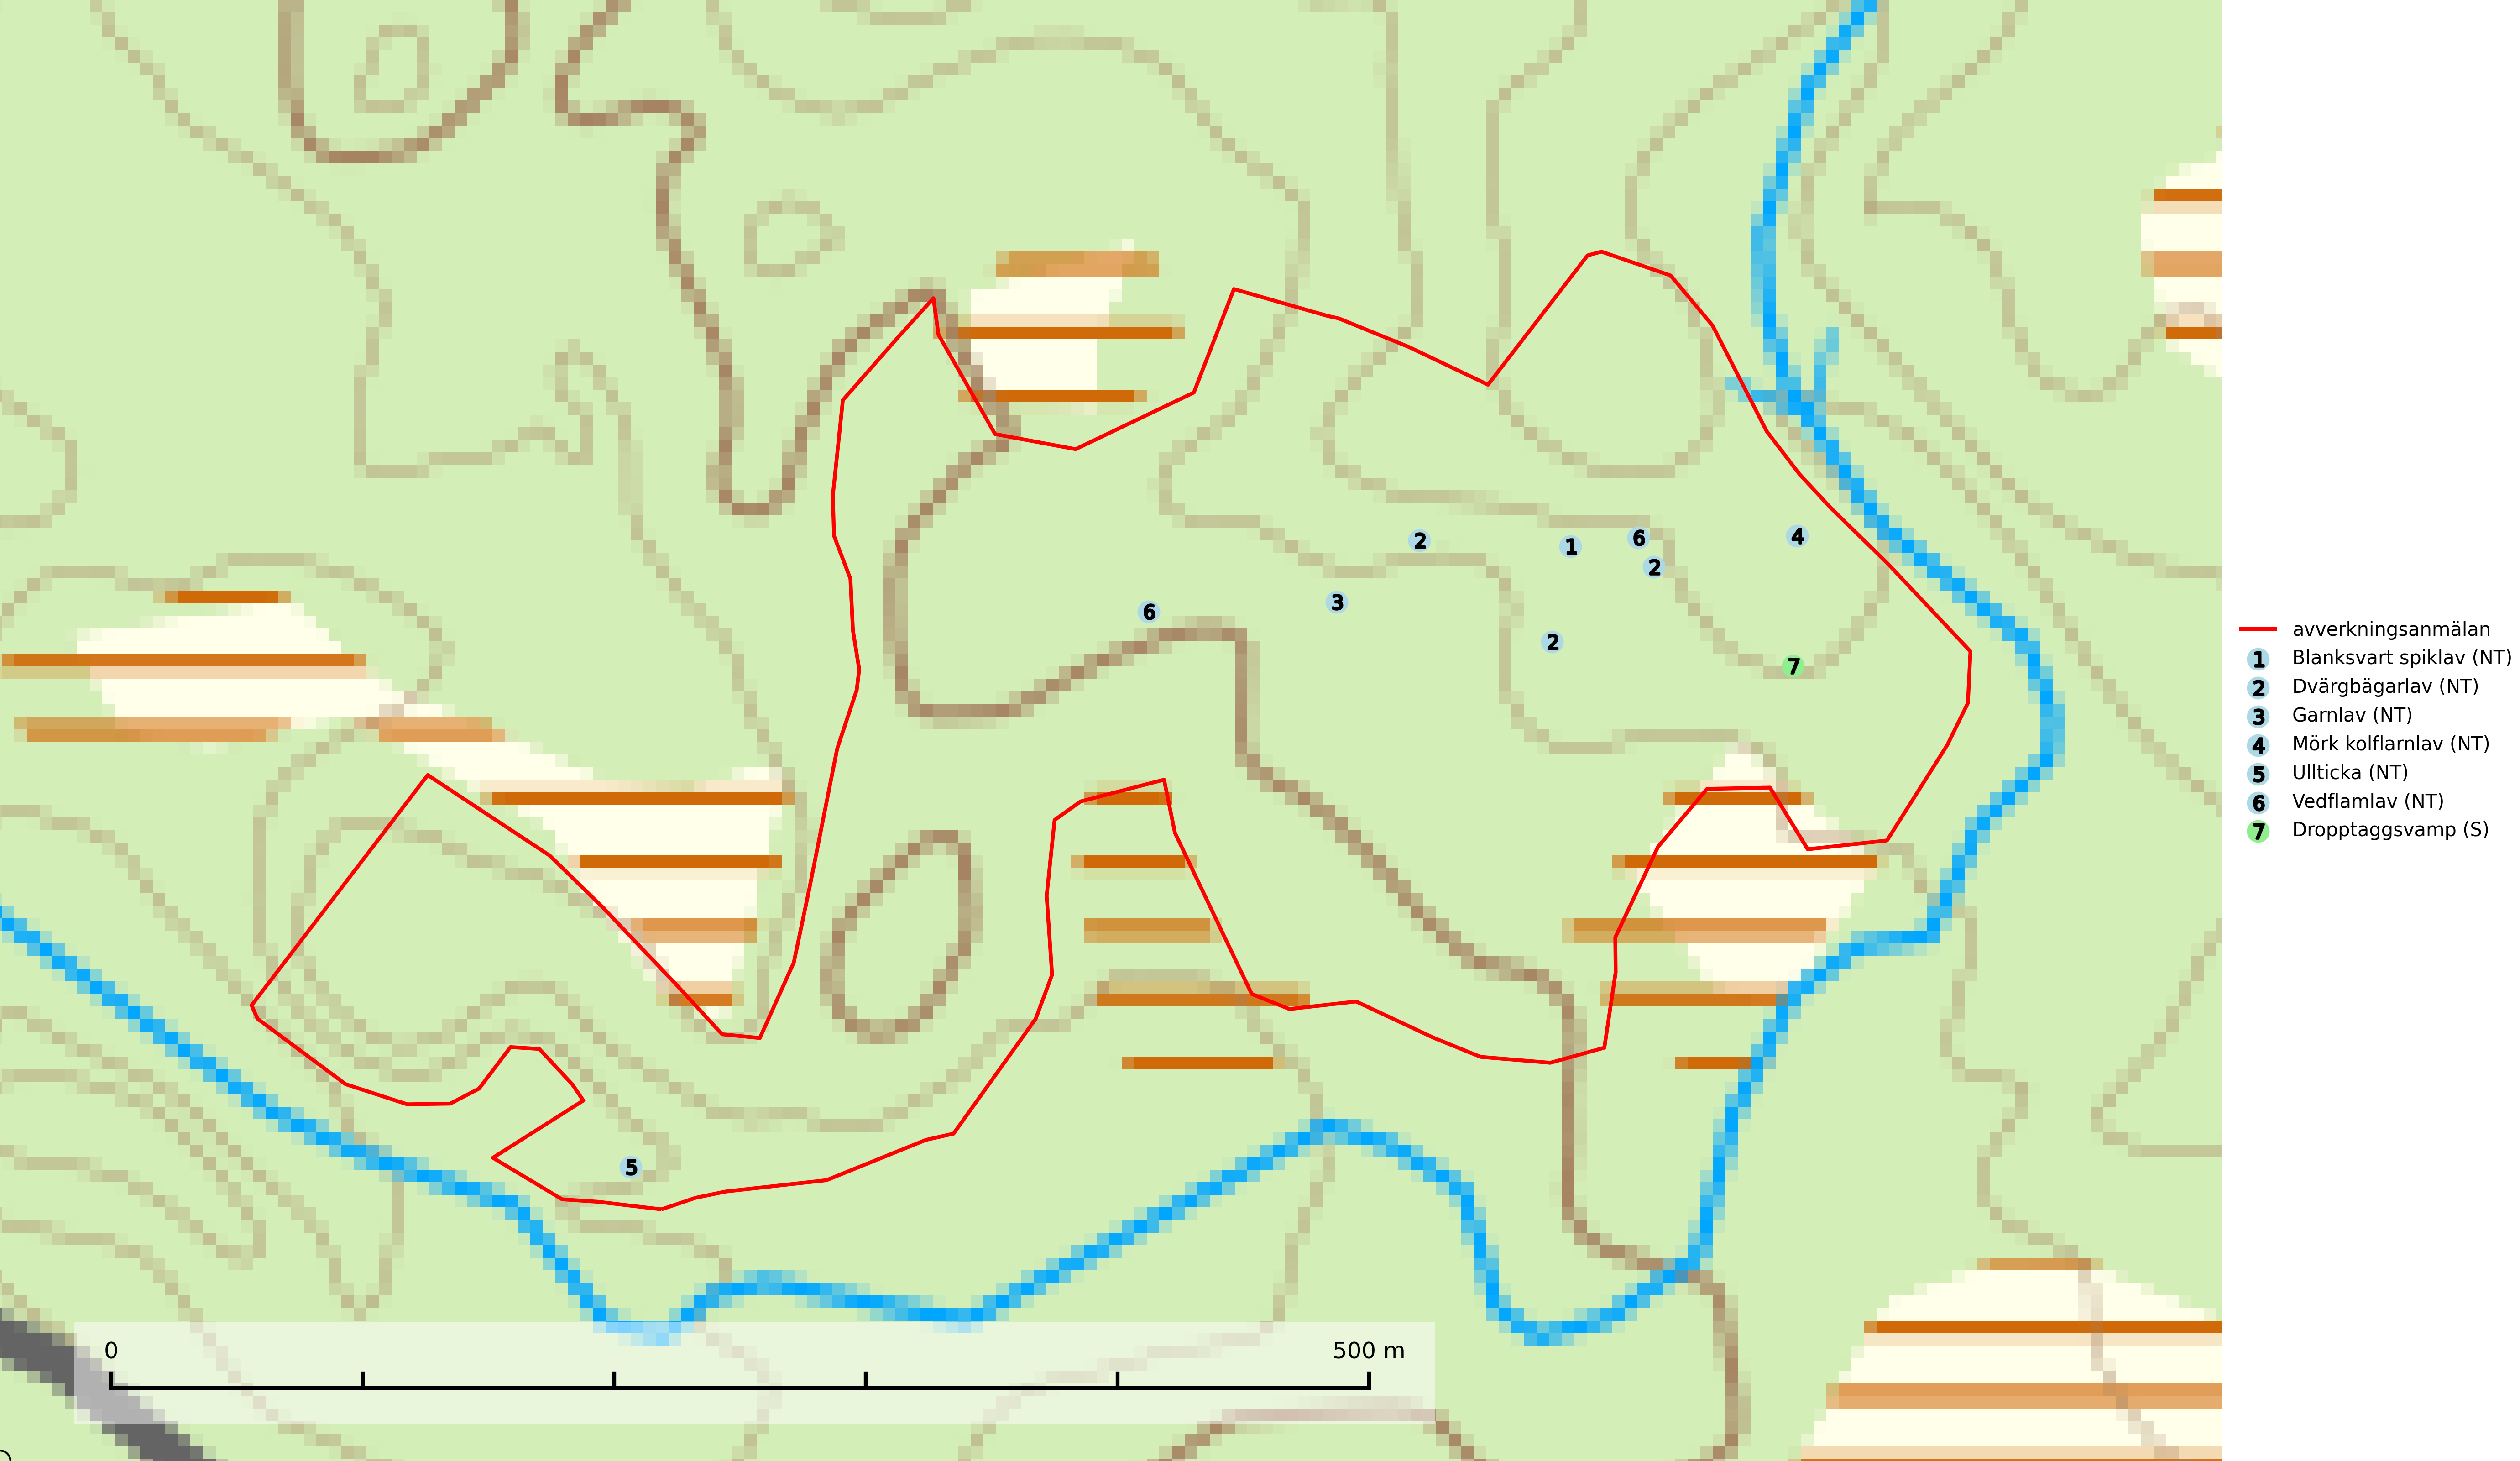 2
1
6
4
2
6
3
2
7
5
0 500 m
avverkningsanmälan
1 Blanksvart spiklav (NT)
2 Dvärgbägarlav (NT)
3 Garnlav (NT)
4 Mörk kolflarnlav (NT)
5 Ullticka (NT)
6 Vedflamlav (NT)
7 Dropptaggsvamp (S)